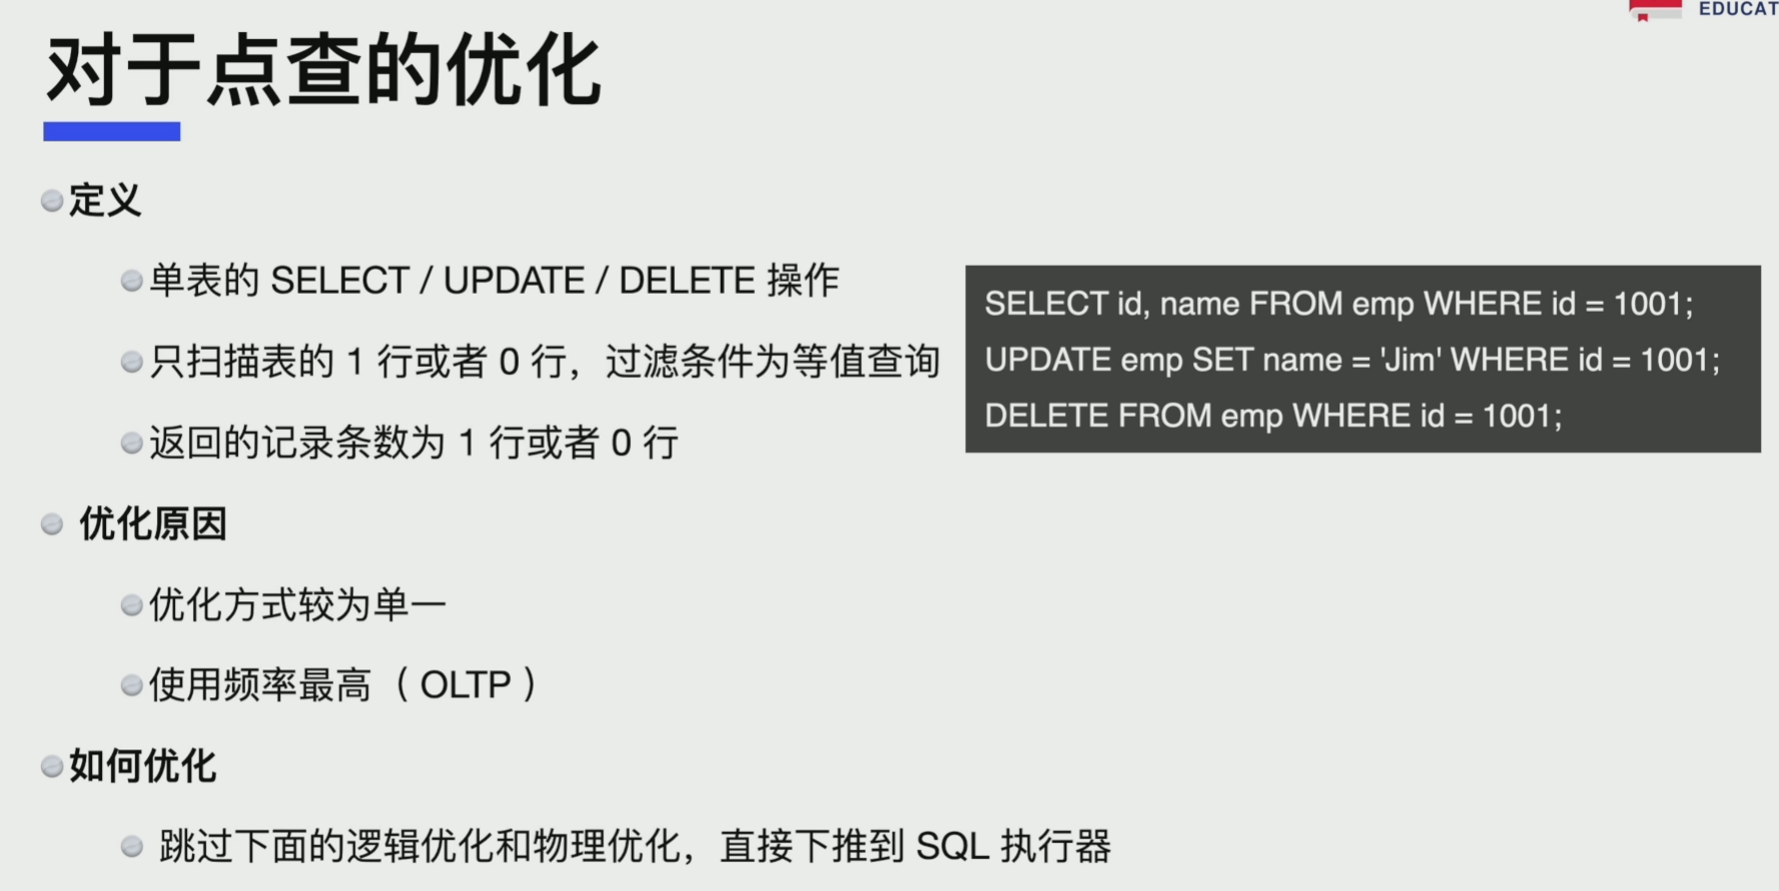 EDUCAT
对于点查的优化
定义
单表的 SELECT / UPDATE / DELETE 操作
只扫描表的 1 行或者 0 行，过滤条件为等值查询
返回的记录条数为 1 行或者 0 行
SELECT id, name FROM emp WHERE id = 1001;
UPDATE emp SET name = 'Jim' WHERE id = 1001;
DELETE FROM emp WHERE id = 1001;
优化原因
优化方式较为单一
使用频率最高（ OLTP ）
如何优化
跳过下面的逻辑优化和物理优化，直接下推到 SQL 执行器